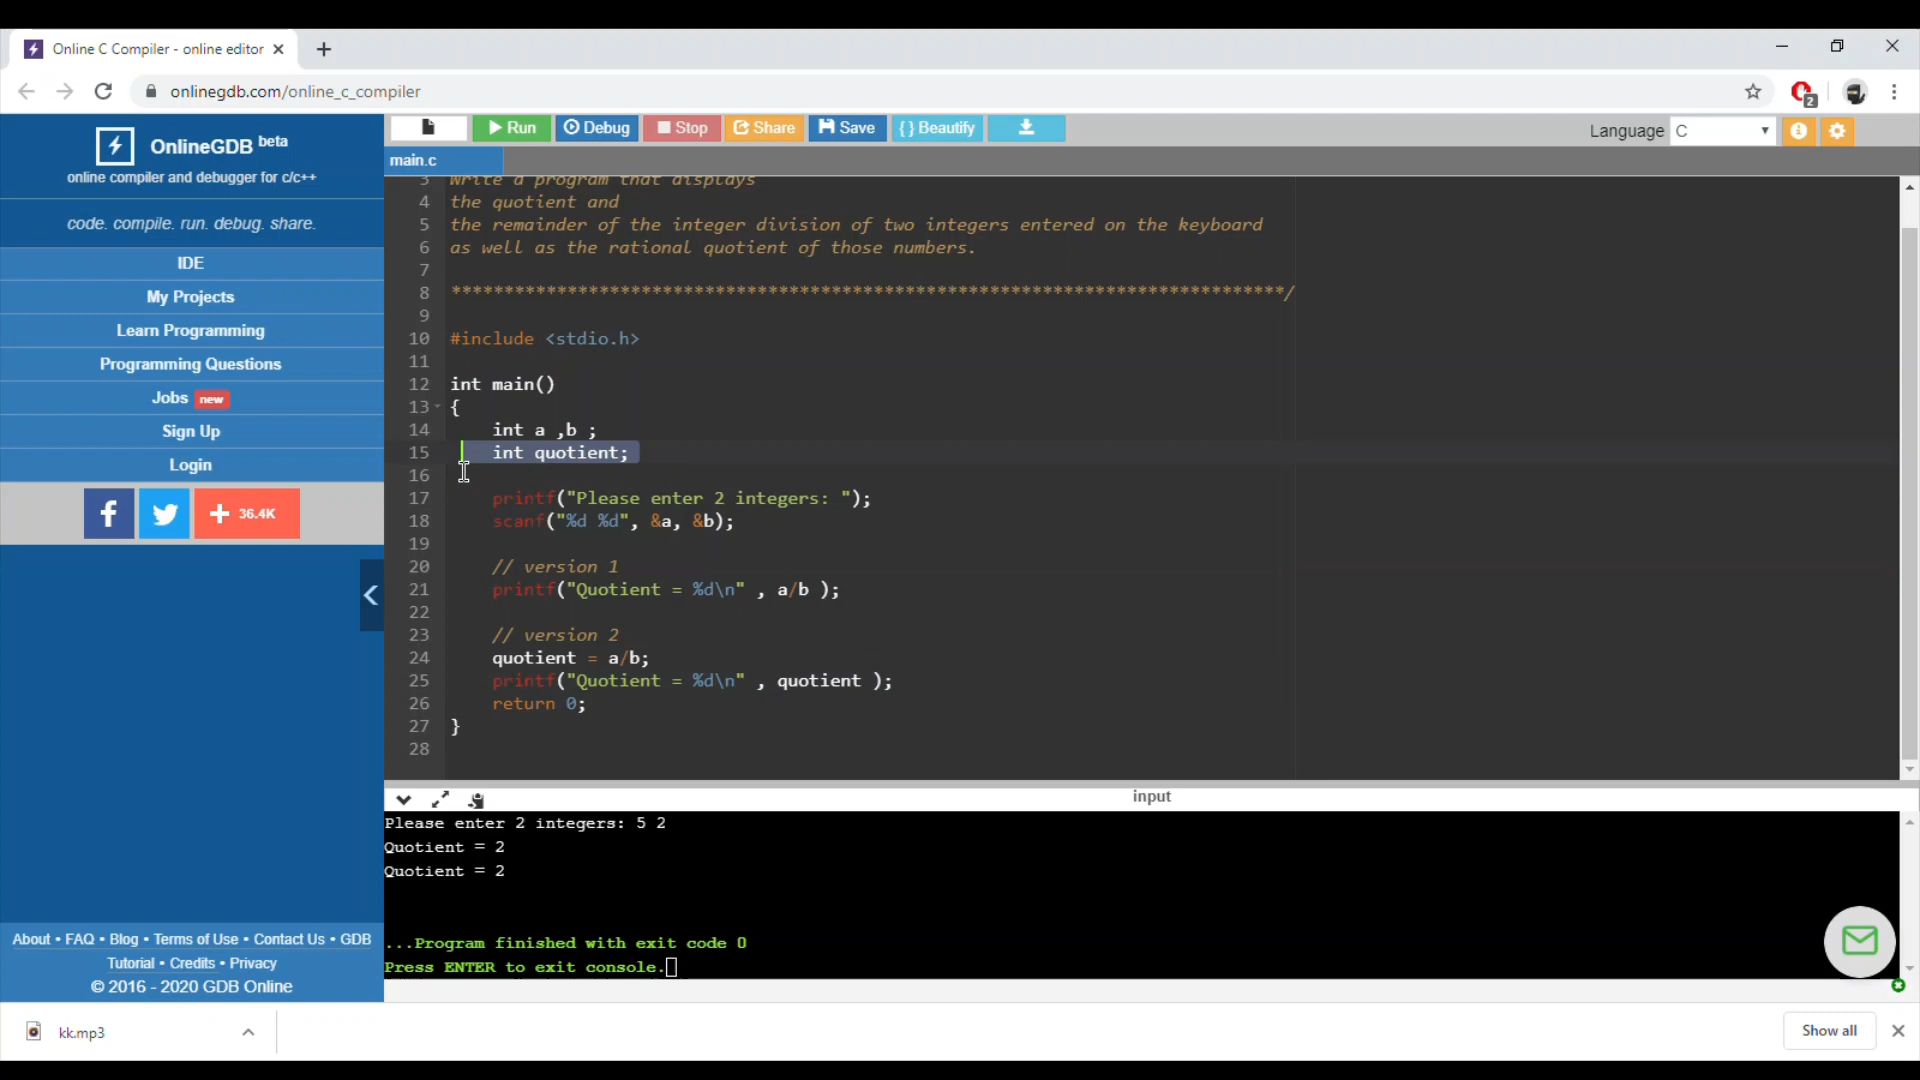 Online C Compiler - online editor
onlinegdb.com/online_c_compiler
2
OnlineGDB beta
online compiler and debugger for c/c++
code. compile. run. debug. share.
IDE
My Projects
Learn Programming
Programming Questions
Jobs new
Sign Up
Login
f
+ 36.4K
About • FAQ • Blog • Terms of Use • Contact Us • GDB
Tutorial • Credits • Privacy
© 2016 - 2020 GDB Online
Run Debug Stop Share Save { } Beautify
Language C
main.c
3 Write a program that displays
4 the quotient and
5 the remainder of the integer division of two integers entered on the keyboard
6 as well as the rational quotient of those numbers.
7
8 *******************************************************************************/
9
10 #include <stdio.h>
11
12 int main()
13 {
14 int a ,b ;
15 int quotient;
16
17 printf("Please enter 2 integers: ");
18 scanf("%d %d", &a, &b);
19
20 // version 1
21 printf("Quotient = %d\n" , a/b );
22
23 // version 2
24 quotient = a/b;
25 printf("Quotient = %d\n" , quotient );
26 return 0;
27 }
28
input
Please enter 2 integers: 5 2
Quotient = 2
Quotient = 2
...Program finished with exit code 0
Press ENTER to exit console.
kk.mp3
Show all